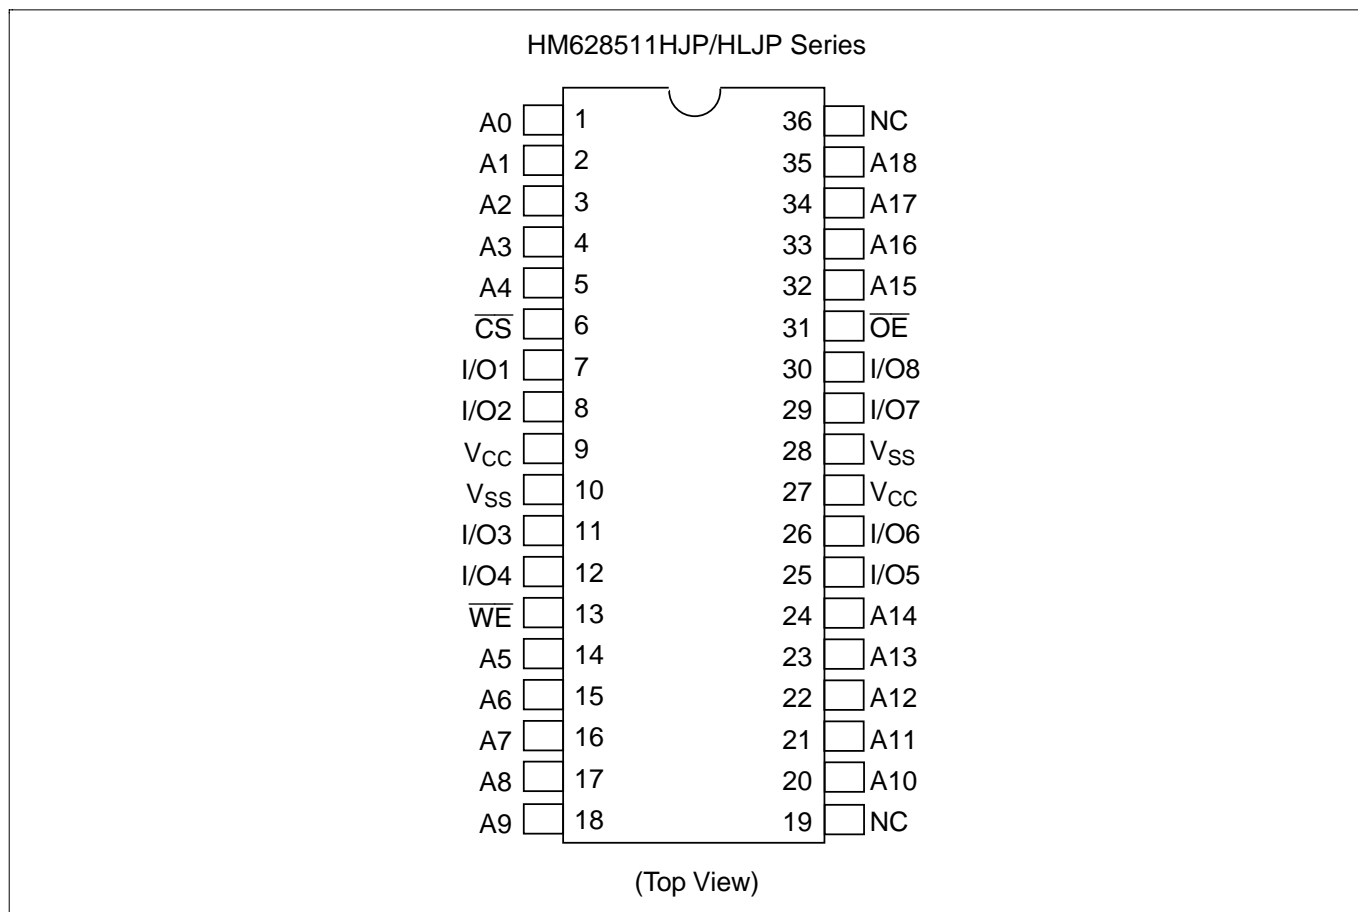 HM628511HJP/HLJP Series
A0 1 36 NC
A1 2 35 A18
A2 3 34 A17
A3 4 33 A16
A4 5 32 A15
C̅S̅ 6 31 O̅E̅
I/O1 7 30 I/O8
I/O2 8 29 I/O7
VCC 9 28 VSS
VSS 10 27 VCC
I/O3 11 26 I/O6
I/O4 12 25 I/O5
W̅E̅ 13 24 A14
A5 14 23 A13
A6 15 22 A12
A7 16 21 A11
A8 17 20 A10
A9 18 19 NC
(Top View)